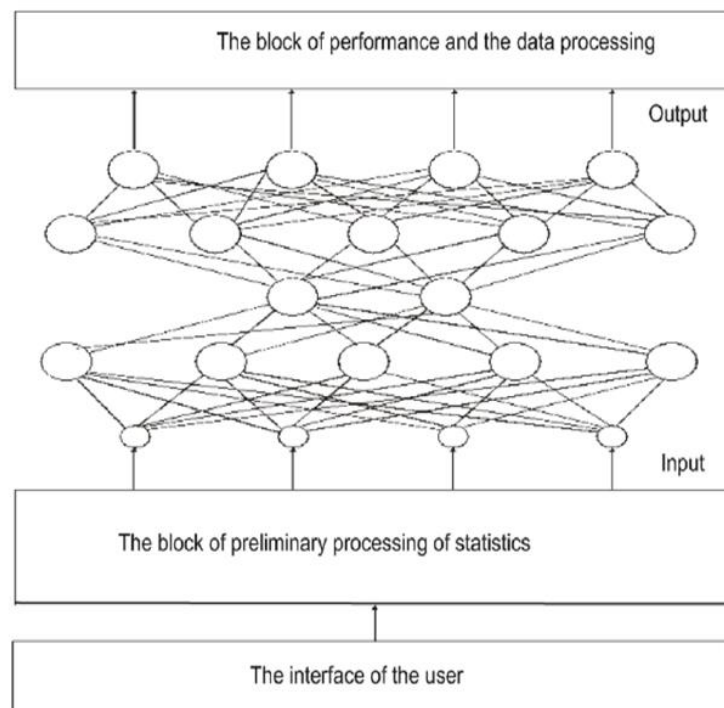 The block of performance and the data processing
Output
Input
The block of preliminary processing of statistics
The interface of the user